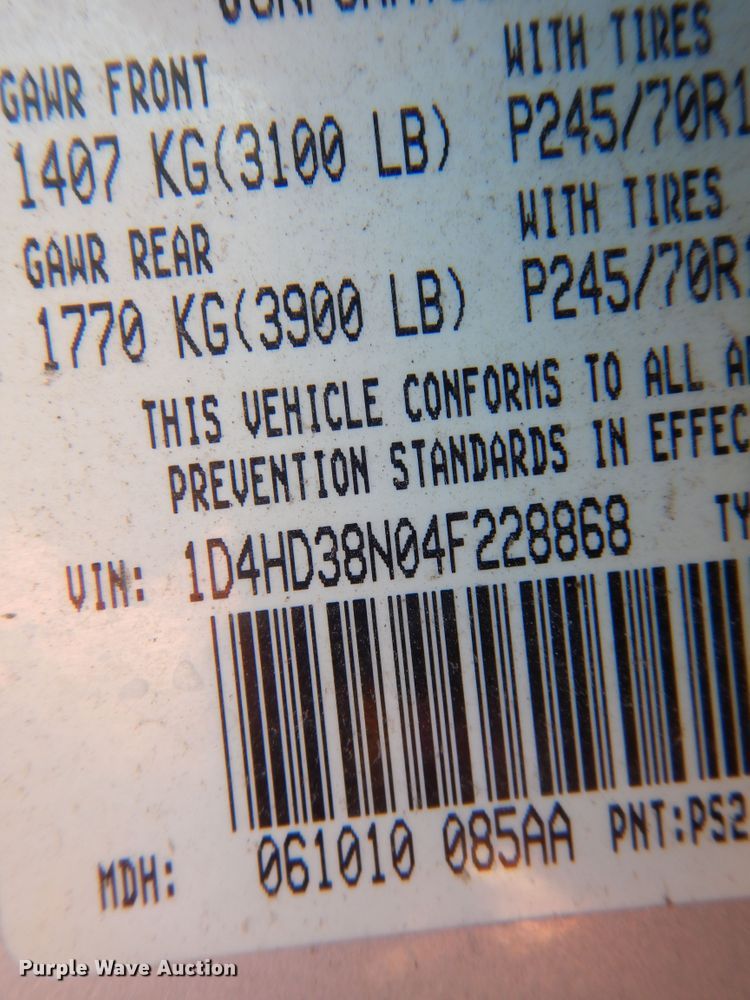 GAWR FRONT
WITH TIRES
1407 KG(3100 LB)
P245/70R1
GAWR REAR
WITH TIRES
1770 KG(3900 LB)
P245/70R1
THIS VEHICLE CONFORMS TO ALL A
PREVENTION STANDARDS IN EFFEC
VIN: 1D4HD38N04F228868 TY
MDH: 061010 085AA PNT:PS2
Purple Wave Auction